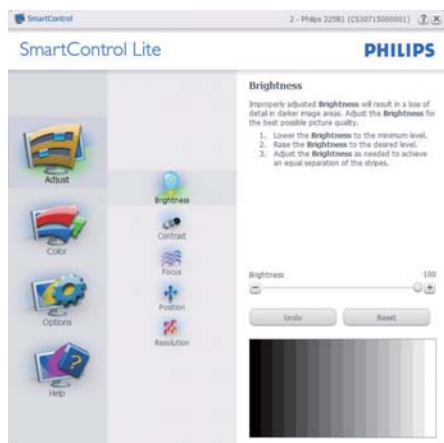 SmartControl
2 - Philips 225B1 (CS30715000001)
SmartControl Lite
PHILIPS
Adjust
Color
Options
Help
Brightness
Contrast
Focus
Position
Resolution
Brightness
Improperly adjusted Brightness will result in a loss of
detail in darker image areas. Adjust the Brightness for
the best possible picture quality.
1. Lower the Brightness to the minimum level.
2. Raise the Brightness to the desired level.
3. Adjust the Brightness as needed to achieve
an equal separation of the stripes.
Brightness 100
Undo Reset